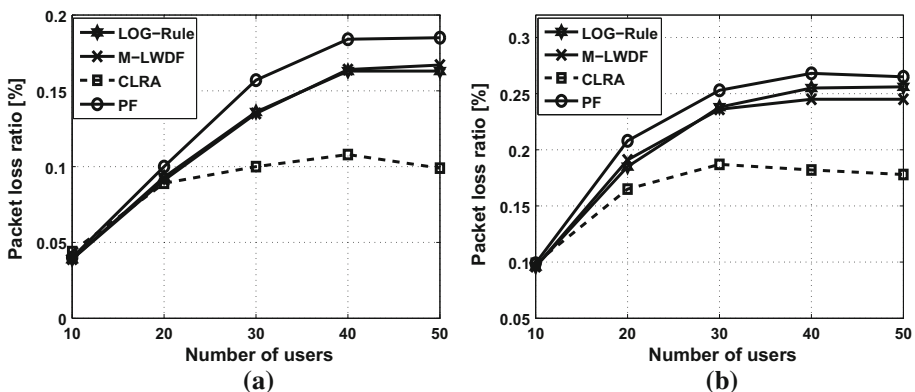 Packet loss ratio [%]
0.2
0.15
0.1
0.05
0
LOG-Rule
M-LWDF
CLRA
PF
10 20 30 40 50
Number of users
(a)
Packet loss ratio [%]
0.3
0.25
0.2
0.15
0.1
0.05
LOG-Rule
M-LWDF
CLRA
PF
10 20 30 40 50
Number of users
(b)